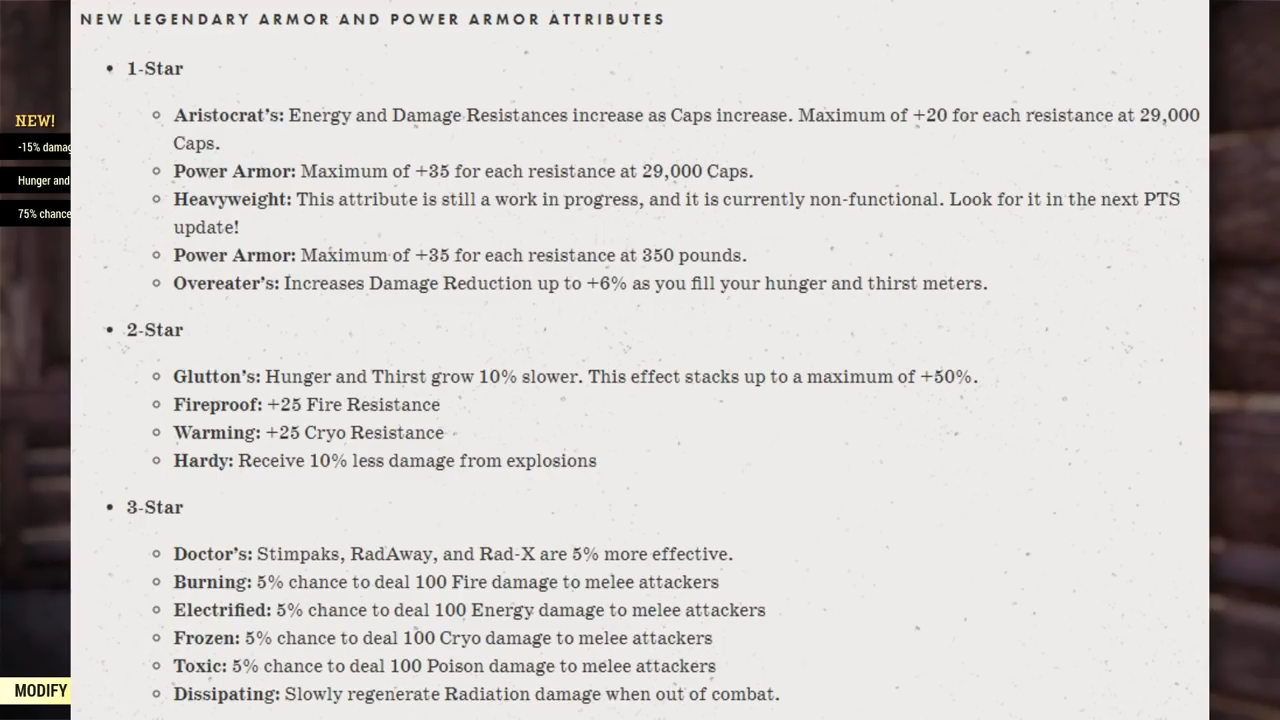 NEW LEGENDARY ARMOR AND POWER ARMOR ATTRIBUTES
• 1-Star
Aristocrat's: Energy and Damage Resistances increase as Caps increase. Maximum of +20 for each resistance at 29,000
Caps.
Power Armor: Maximum of +35 for each resistance at 29,000 Caps.
Heavyweight: This attribute is still a work in progress, and it is currently non-functional. Look for it in the next PTS
update!
Power Armor: Maximum of +35 for each resistance at 350 pounds.
Overeater's: Increases Damage Reduction up to +6% as you fill your hunger and thirst meters.
• 2-Star
Glutton's: Hunger and Thirst grow 10% slower. This effect stacks up to a maximum of +50%.
Fireproof: +25 Fire Resistance
Warming: +25 Cryo Resistance
Hardy: Receive 10% less damage from explosions
• 3-Star
Doctor's: Stimpaks, RadAway, and Rad-X are 5% more effective.
Burning: 5% chance to deal 100 Fire damage to melee attackers
Electrified: 5% chance to deal 100 Energy damage to melee attackers
Frozen: 5% chance to deal 100 Cryo damage to melee attackers
Toxic: 5% chance to deal 100 Poison damage to melee attackers
Dissipating: Slowly regenerate Radiation damage when out of combat.
NEW!
-15% damag
Hunger and
75% chance
MODIFY